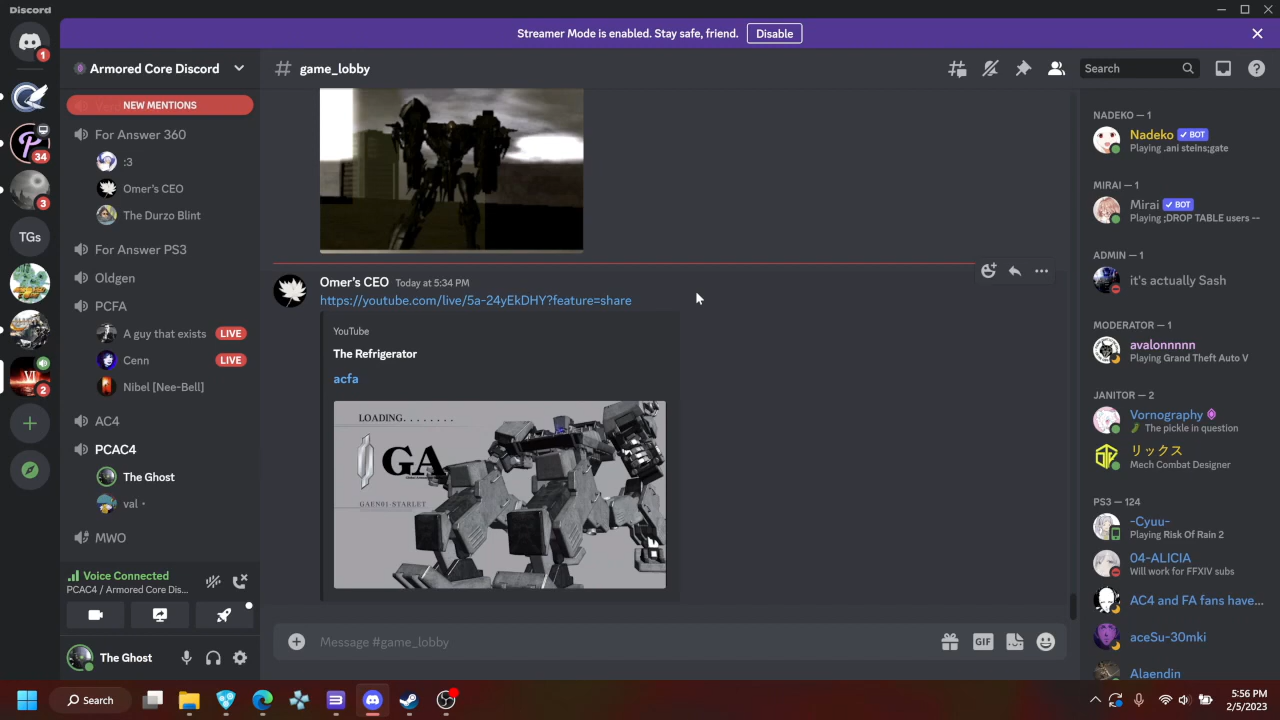 Discord
Streamer Mode is enabled. Stay safe, friend.
Disable
1
34
3
TGs
VI
2
Armored Core Discord
NEW MENTIONS
For Answer 360
:3
Omer's CEO
The Durzo Blint
For Answer PS3
Oldgen
PCFA
A guy that exists LIVE
Cenn LIVE
Nibel [Nee-Bell]
AC4
PCAC4
The Ghost
val •
MWO
Voice Connected
PCAC4 / Armored Core Dis...
The Ghost
# game_lobby
Search
Omer's CEO Today at 5:34 PM
https://youtube.com/live/5a-24yEkDHY?feature=share
YouTube
The Refrigerator
acfa
LOADING. . . . . . . .
GA
GAEN01-STARLET
Message #game_lobby
GIF
NADEKO — 1
Nadeko ✓ BOT
Playing .ani steins;gate
MIRAI — 1
Mirai ✓ BOT
Playing ;DROP TABLE users --
ADMIN — 1
it's actually Sash
MODERATOR — 1
avalonnnnn
Playing Grand Theft Auto V
JANITOR — 2
Vornography
The pickle in question
リックス
Mech Combat Designer
PS3 — 124
-Cyuu-
Playing Risk Of Rain 2
04-ALICIA
Will work for FFXIV subs
AC4 and FA fans have...
aceSu-30mki
Alaendin
Search
5:56 PM
2/5/2023